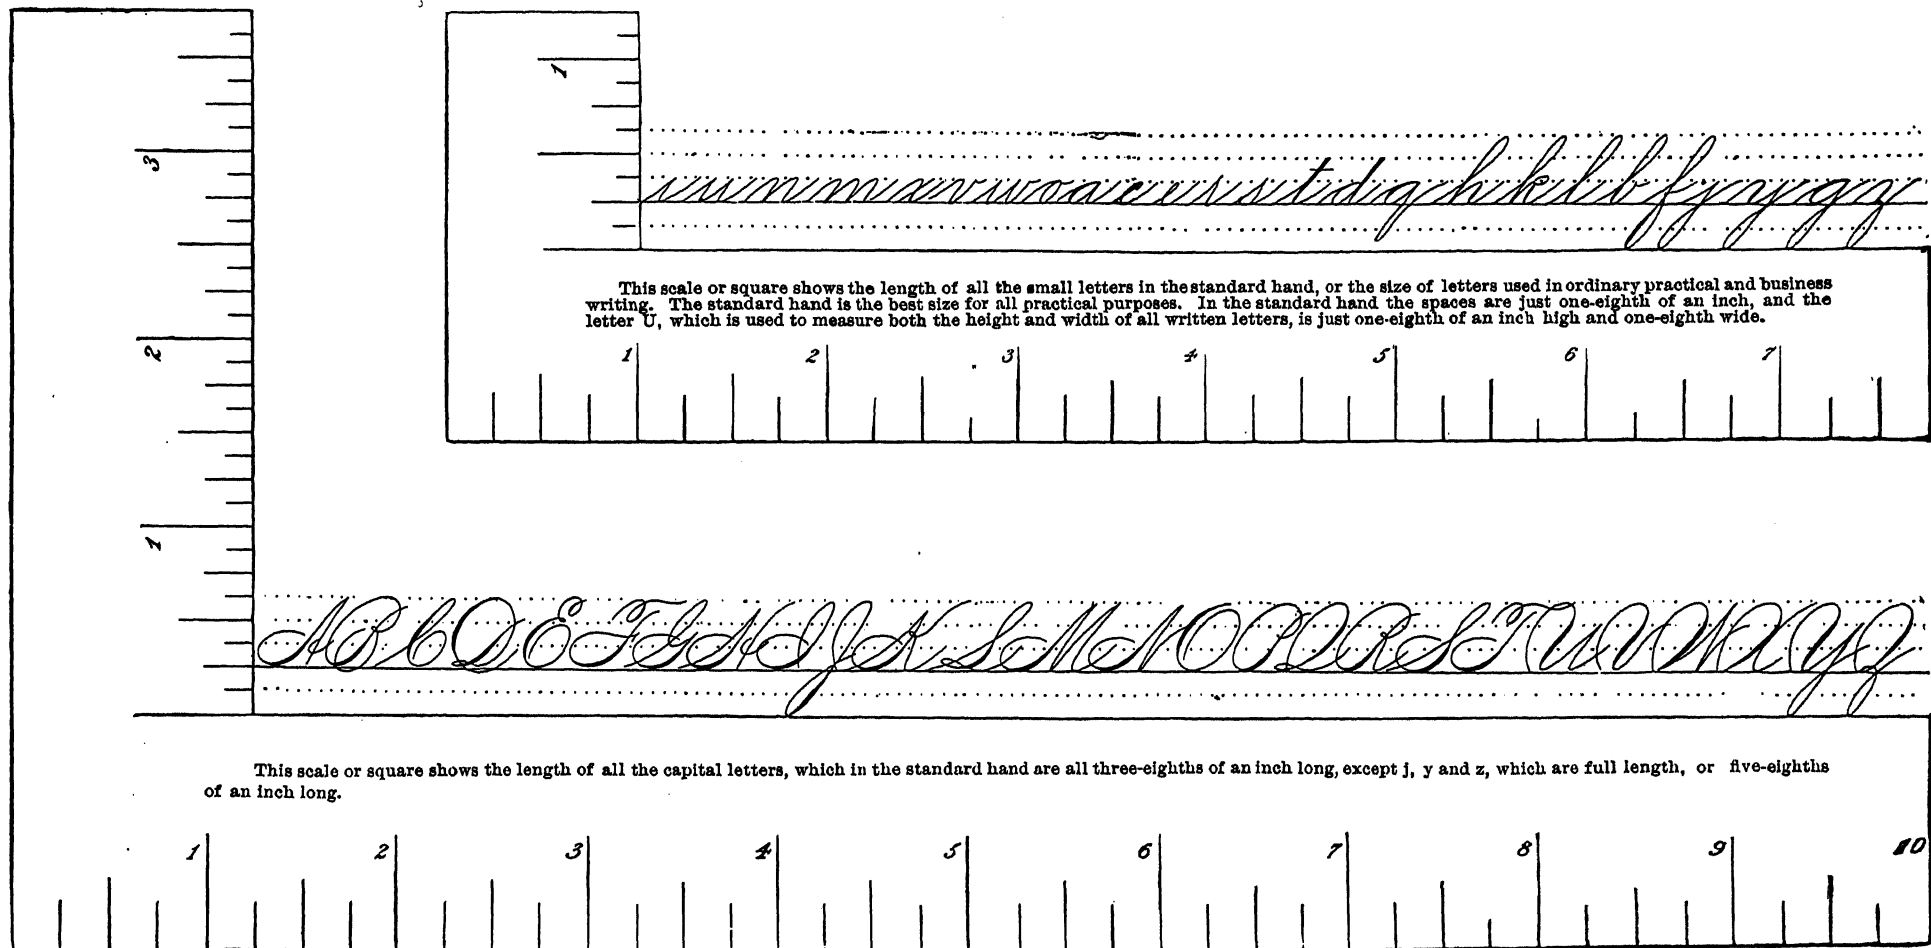 1
i u n m x v w o a c e r s t d q h k l b f j y g z
This scale or square shows the length of all the small letters in the standard hand, or the size of letters used in ordinary practical and business
writing. The standard hand is the best size for all practical purposes. In the standard hand the spaces are just one-eighth of an inch, and the
letter U, which is used to measure both the height and width of all written letters, is just one-eighth of an inch high and one-eighth wide.
1 2 3 4 5 6 7
3
2
1
A B C D E F G H I J K L M N O P Q R S T U V W X Y Z
This scale or square shows the length of all the capital letters, which in the standard hand are all three-eighths of an inch long, except j, y and z, which are full length, or five-eighths
of an inch long.
1 2 3 4 5 6 7 8 9 10